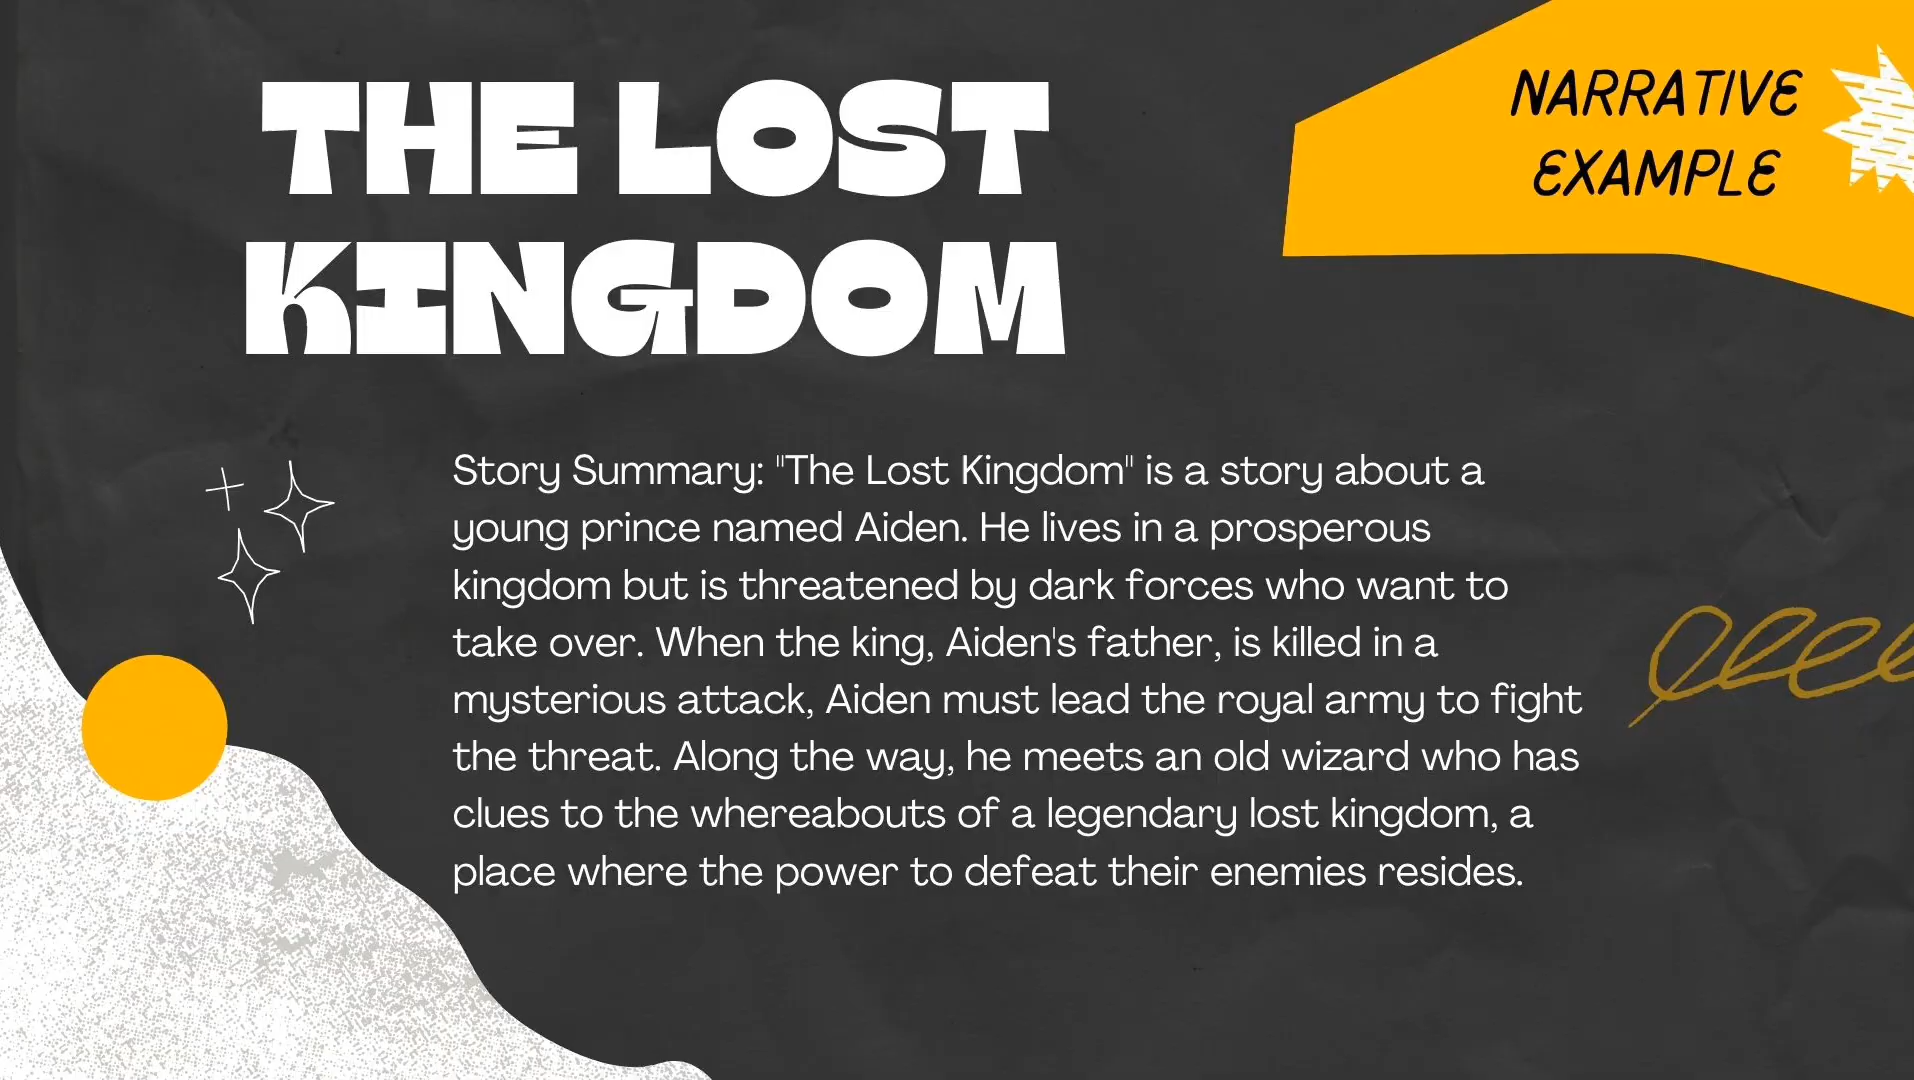 THE LOST
KINGDOM
NARRATIVE
EXAMPLE
Story Summary: "The Lost Kingdom" is a story about a
young prince named Aiden. He lives in a prosperous
kingdom but is threatened by dark forces who want to
take over. When the king, Aiden's father, is killed in a
mysterious attack, Aiden must lead the royal army to fight
the threat. Along the way, he meets an old wizard who has
clues to the whereabouts of a legendary lost kingdom, a
place where the power to defeat their enemies resides.